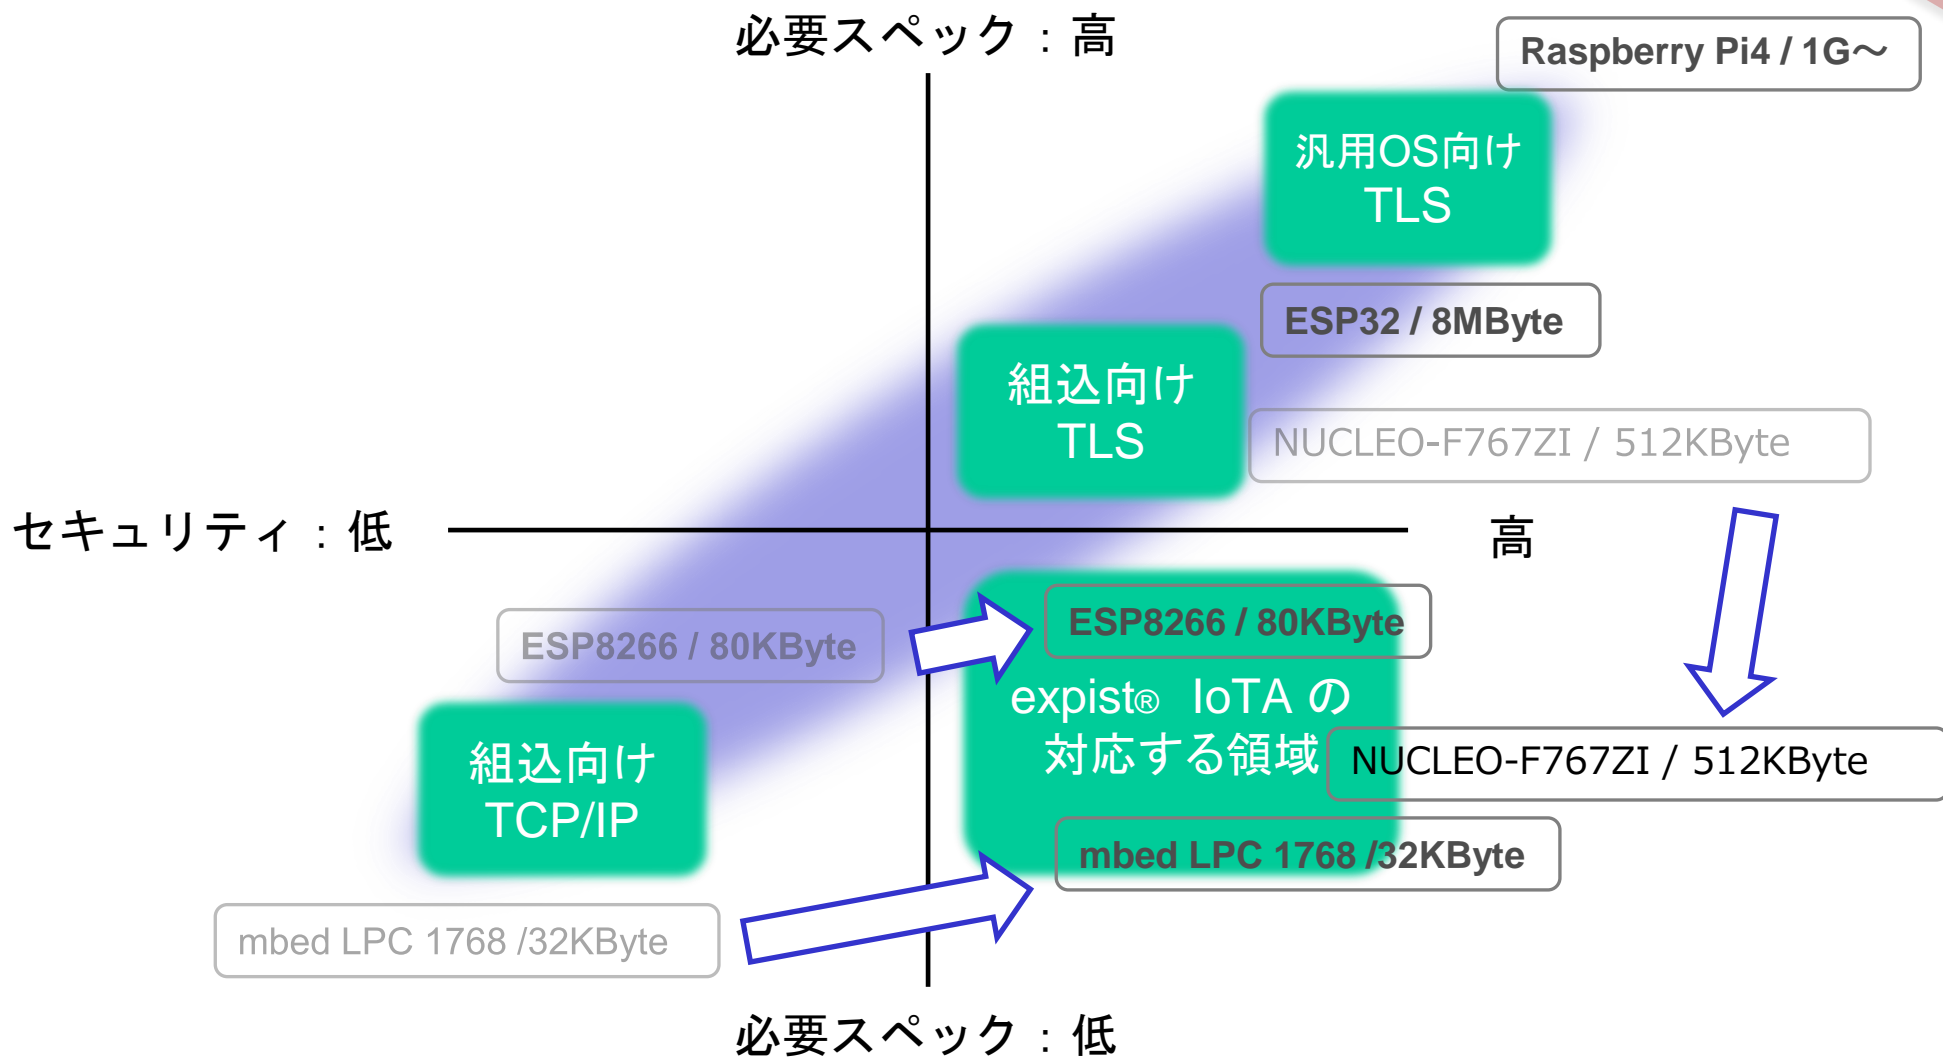 必要スペック：高
Raspberry Pi4 / 1G～
汎用OS向け
TLS
ESP32 / 8MByte
組込向け
TLS
NUCLEO-F767ZI / 512KByte
セキュリティ：低
高
ESP8266 / 80KByte
ESP8266 / 80KByte
expist® IoTA の
対応する領域
組込向け
TCP/IP
NUCLEO-F767ZI / 512KByte
mbed LPC 1768 /32KByte
mbed LPC 1768 /32KByte
必要スペック：低